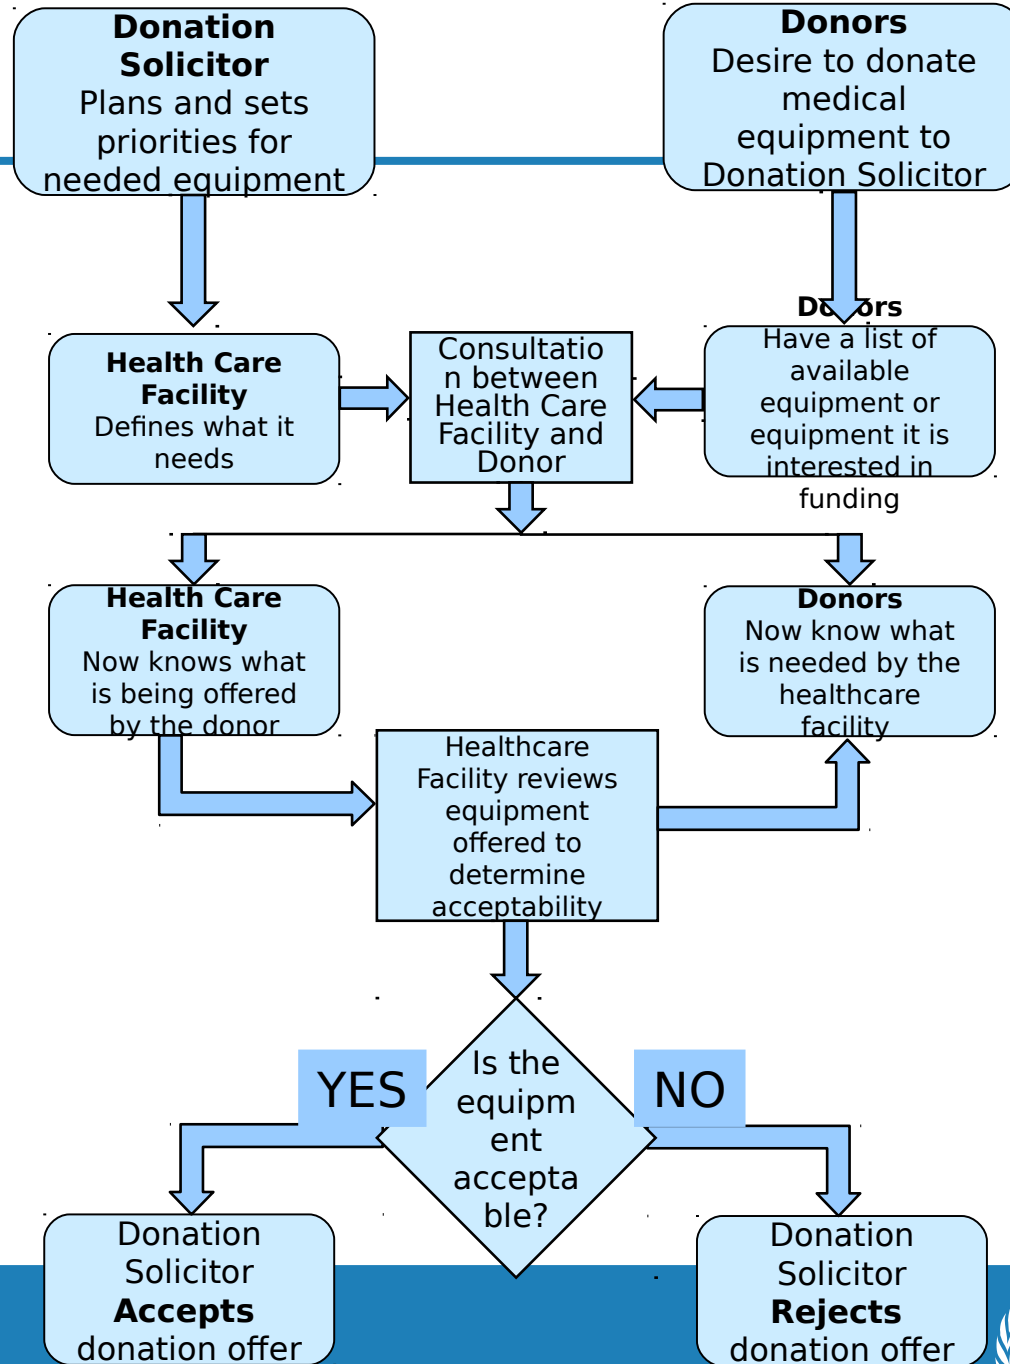 Donation
Solicitor
Plans and sets
priorities for
needed equipment
Donors
Desire to donate
medical
equipment to
Donation Solicitor
Health Care
Facility
Defines what it
needs
Consultatio
n between
Health Care
Facility and
Donor
Donors
Have a list of
available
equipment or
equipment it is
interested in
funding
Health Care
Facility
Now knows what
is being offered
by the donor
Donors
Now know what
is needed by the
healthcare
facility
Healthcare
Facility reviews
equipment
offered to
determine
acceptability
YES
Is the
equipm
ent
accepta
ble?
NO
Donation
Solicitor
Accepts
donation offer
Donation
Solicitor
Rejects
donation offer